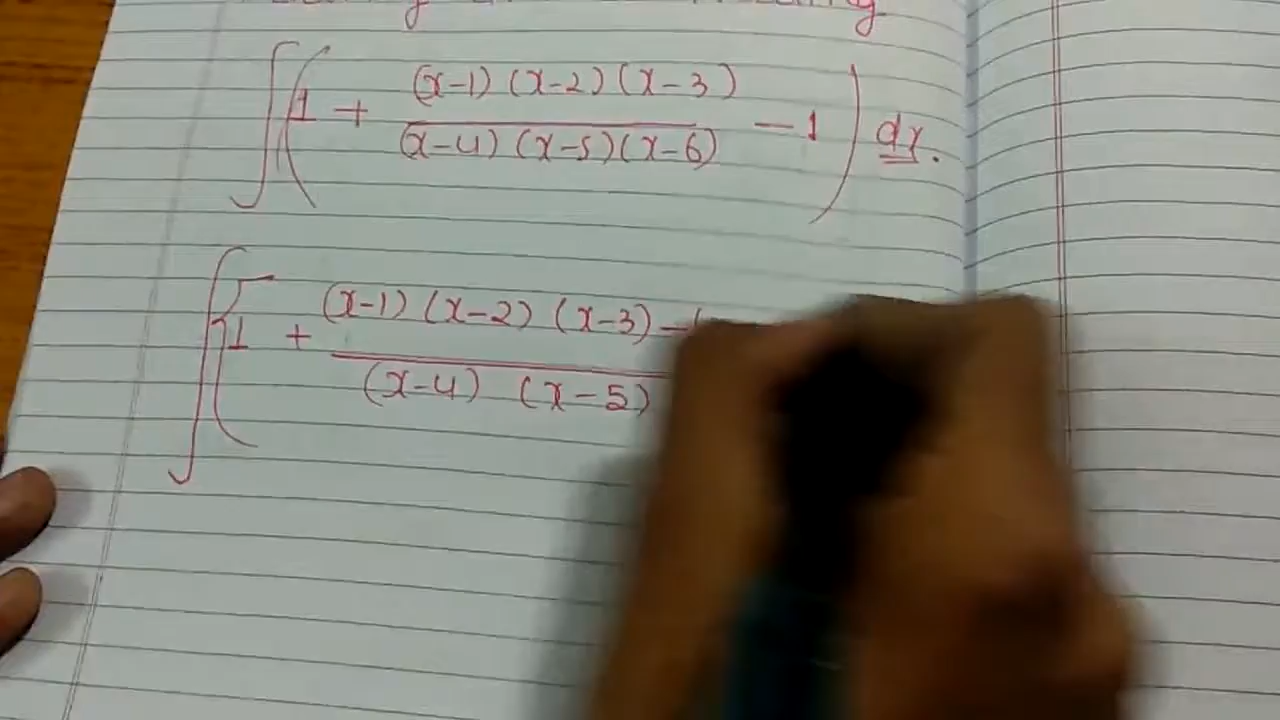 ∫(1 + (x-1)(x-2)(x-3) / (x-4)(x-5)(x-6) - 1) dx.
∫{1 + (x-1)(x-2)(x-3) - ( / (x-4)(x-5)